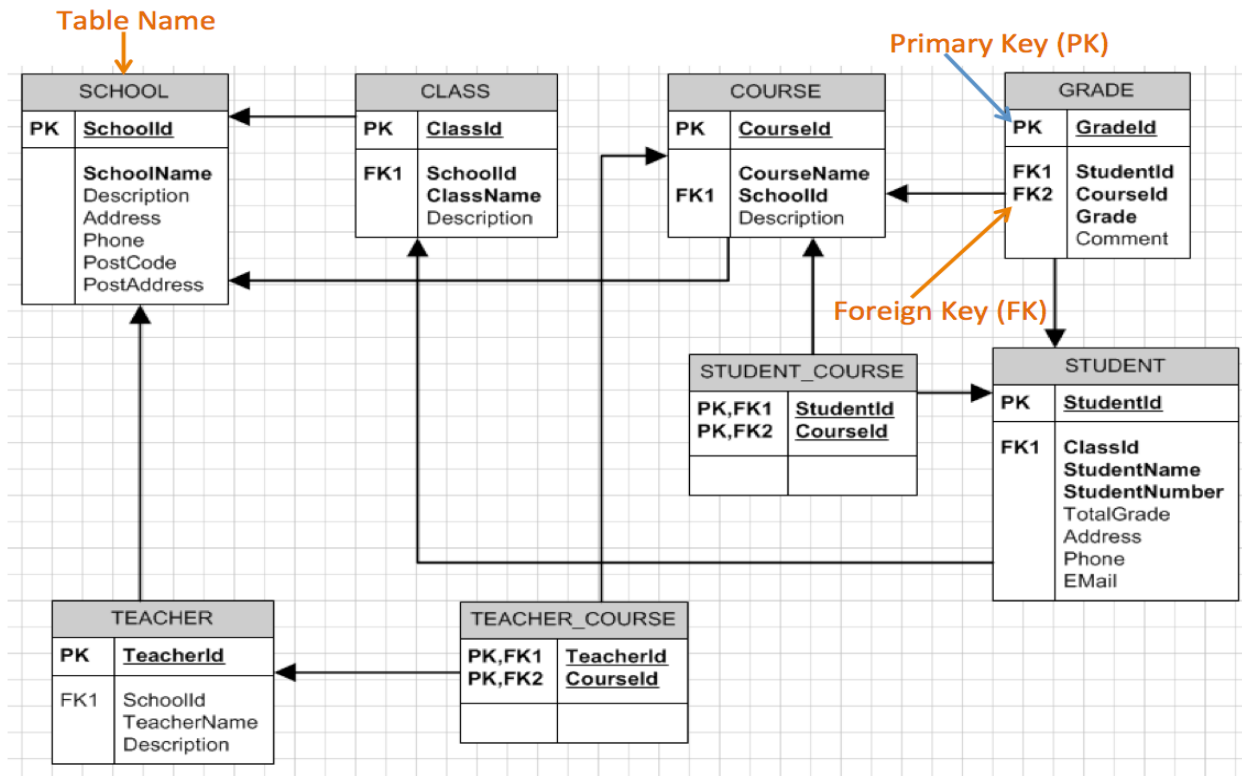 Table Name
Primary Key (PK)
SCHOOL
PK SchoolId
SchoolName
Description
Address
Phone
PostCode
PostAddress
CLASS
PK ClassId
FK1 SchoolId
ClassName
Description
COURSE
PK CourseId
CourseName
FK1 SchoolId
Description
GRADE
PK GradeId
FK1 StudentId
FK2 CourseId
Grade
Comment
Foreign Key (FK)
STUDENT_COURSE
PK,FK1 StudentId
PK,FK2 CourseId
STUDENT
PK StudentId
FK1 ClassId
StudentName
StudentNumber
TotalGrade
Address
Phone
EMail
TEACHER
PK TeacherId
FK1 SchoolId
TeacherName
Description
TEACHER_COURSE
PK,FK1 TeacherId
PK,FK2 CourseId